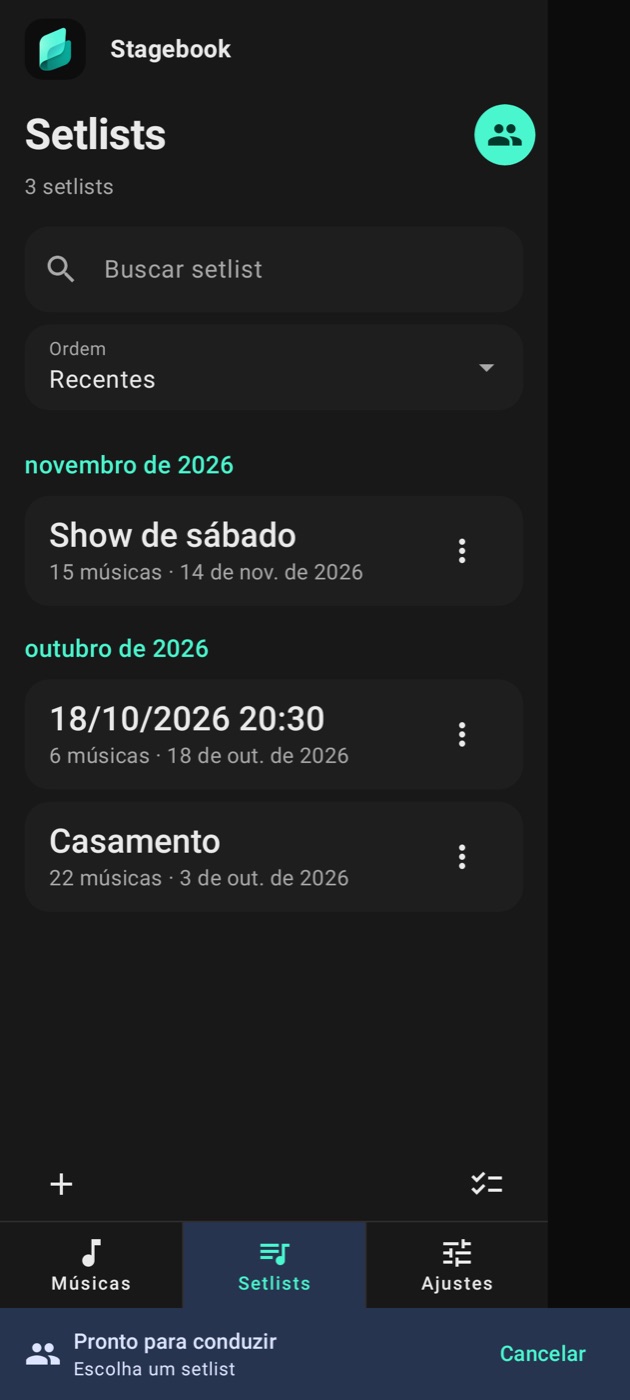 Stagebook
Setlists
3 setlists
Buscar setlist
Ordem
Recentes
novembro de 2026
Show de sábado
15 músicas · 14 de nov. de 2026
outubro de 2026
18/10/2026 20:30
6 músicas · 18 de out. de 2026
Casamento
22 músicas · 3 de out. de 2026
Músicas
Setlists
Ajustes
Pronto para conduzir
Escolha um setlist
Cancelar